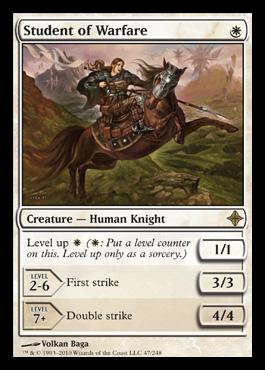 Student of Warfare
Creature — Human Knight
Level up (: Put a level counter
on this. Level up only as a sorcery.)
1/1
LEVEL
2-6
First strike
3/3
LEVEL
7+
Double strike
4/4
Volkan Baga
™ & © 1993–2010 Wizards of the Coast LLC 47/248